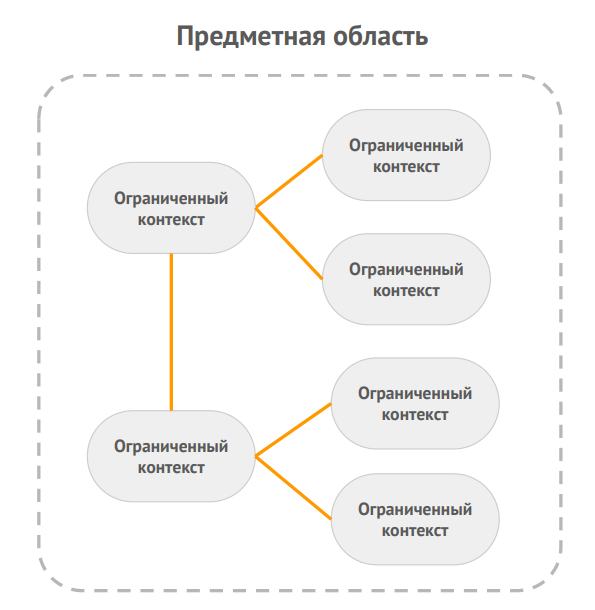 Предметная область
Ограниченный
контекст
Ограниченный
контекст
Ограниченный
контекст
Ограниченный
контекст
Ограниченный
контекст
Ограниченный
контекст